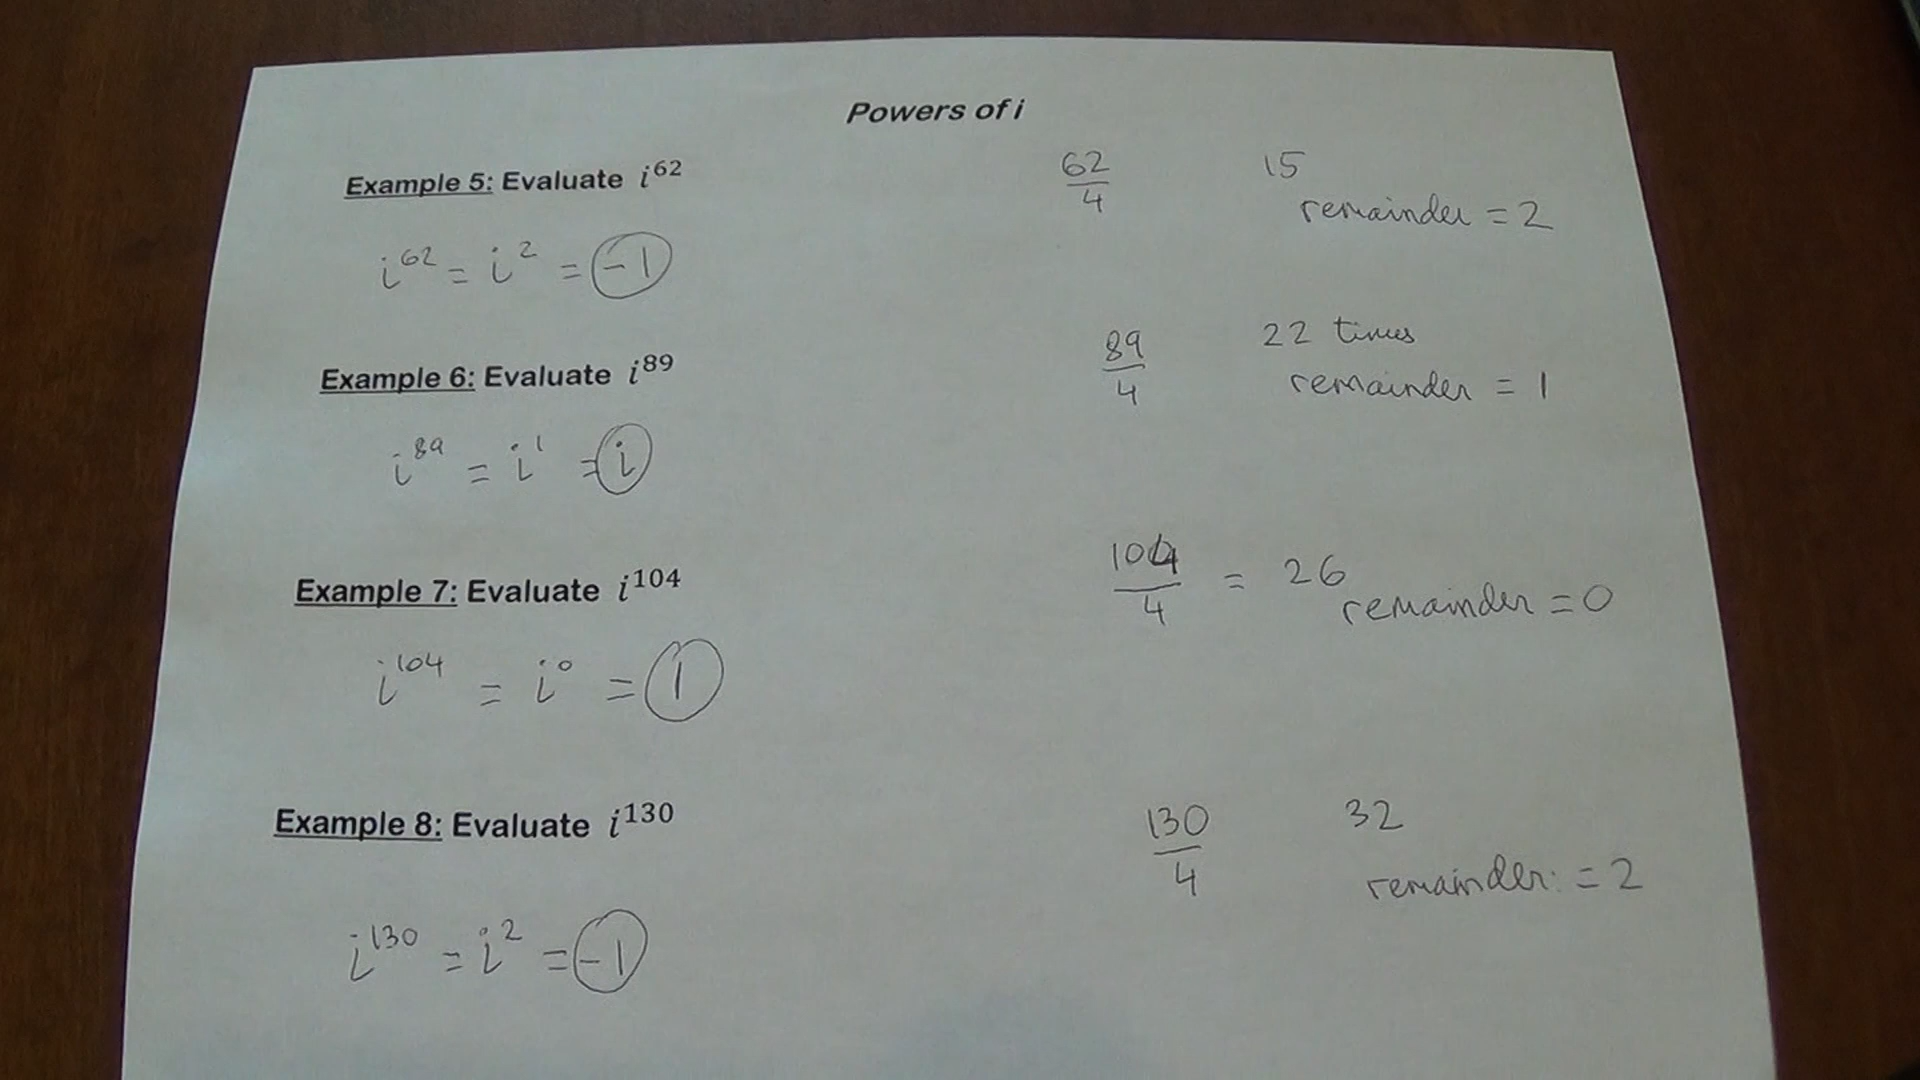 Powers of i
Example 5: Evaluate i^62
62/4 15
remainder = 2
i^62 = i^2 = -1
Example 6: Evaluate i^89
89/4 22 times
remainder = 1
i^89 = i^1 = i
Example 7: Evaluate i^104
104/4 = 26
remainder = 0
i^104 = i^0 = 1
Example 8: Evaluate i^130
130/4 32
remainder: = 2
i^130 = i^2 = -1